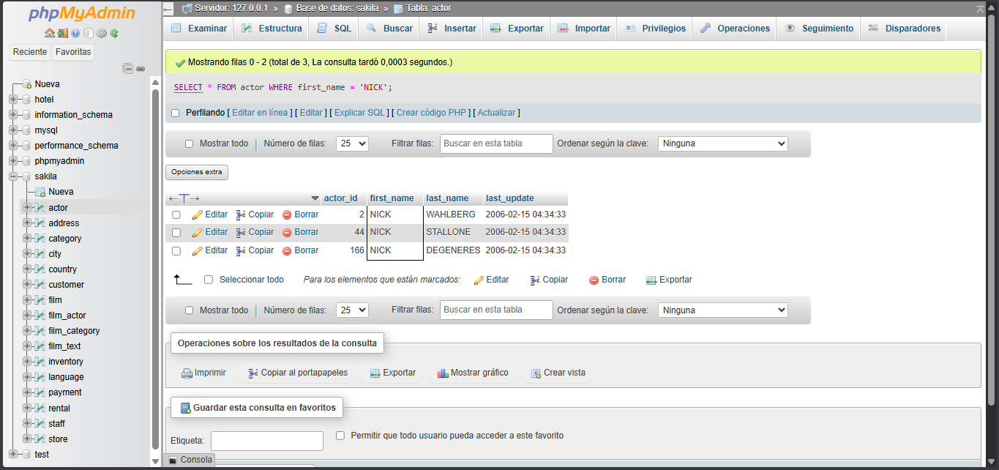 phpMyAdmin
Reciente Favoritas
Nueva
hotel
information_schema
mysql
performance_schema
phpmyadmin
sakila
Nueva
actor
address
category
city
country
customer
film
film_actor
film_category
film_text
inventory
language
payment
rental
staff
store
test
Servidor: 127.0.0.1 » Base de datos: sakila » Tabla: actor
Examinar Estructura SQL Buscar Insertar Exportar Importar Privilegios Operaciones Seguimiento Disparadores
Mostrando filas 0 - 2 (total de 3, La consulta tardó 0,0003 segundos.)
SELECT * FROM actor WHERE first_name = 'NICK';
Perfilando [ Editar en línea ] [ Editar ] [ Explicar SQL ] [ Crear código PHP ] [ Actualizar ]
Mostrar todo | Número de filas: 25 Filtrar filas: Buscar en esta tabla Ordenar según la clave: Ninguna
Opciones extra
←T→ actor_id first_name last_name last_update
Editar Copiar Borrar 2 NICK WAHLBERG 2006-02-15 04:34:33
Editar Copiar Borrar 44 NICK STALLONE 2006-02-15 04:34:33
Editar Copiar Borrar 166 NICK DEGENERES 2006-02-15 04:34:33
Seleccionar todo Para los elementos que están marcados: Editar Copiar Borrar Exportar
Mostrar todo | Número de filas: 25 Filtrar filas: Buscar en esta tabla Ordenar según la clave: Ninguna
Operaciones sobre los resultados de la consulta
Imprimir Copiar al portapapeles Exportar Mostrar gráfico Crear vista
Guardar esta consulta en favoritos
Etiqueta: Permitir que todo usuario pueda acceder a este favorito
Consola